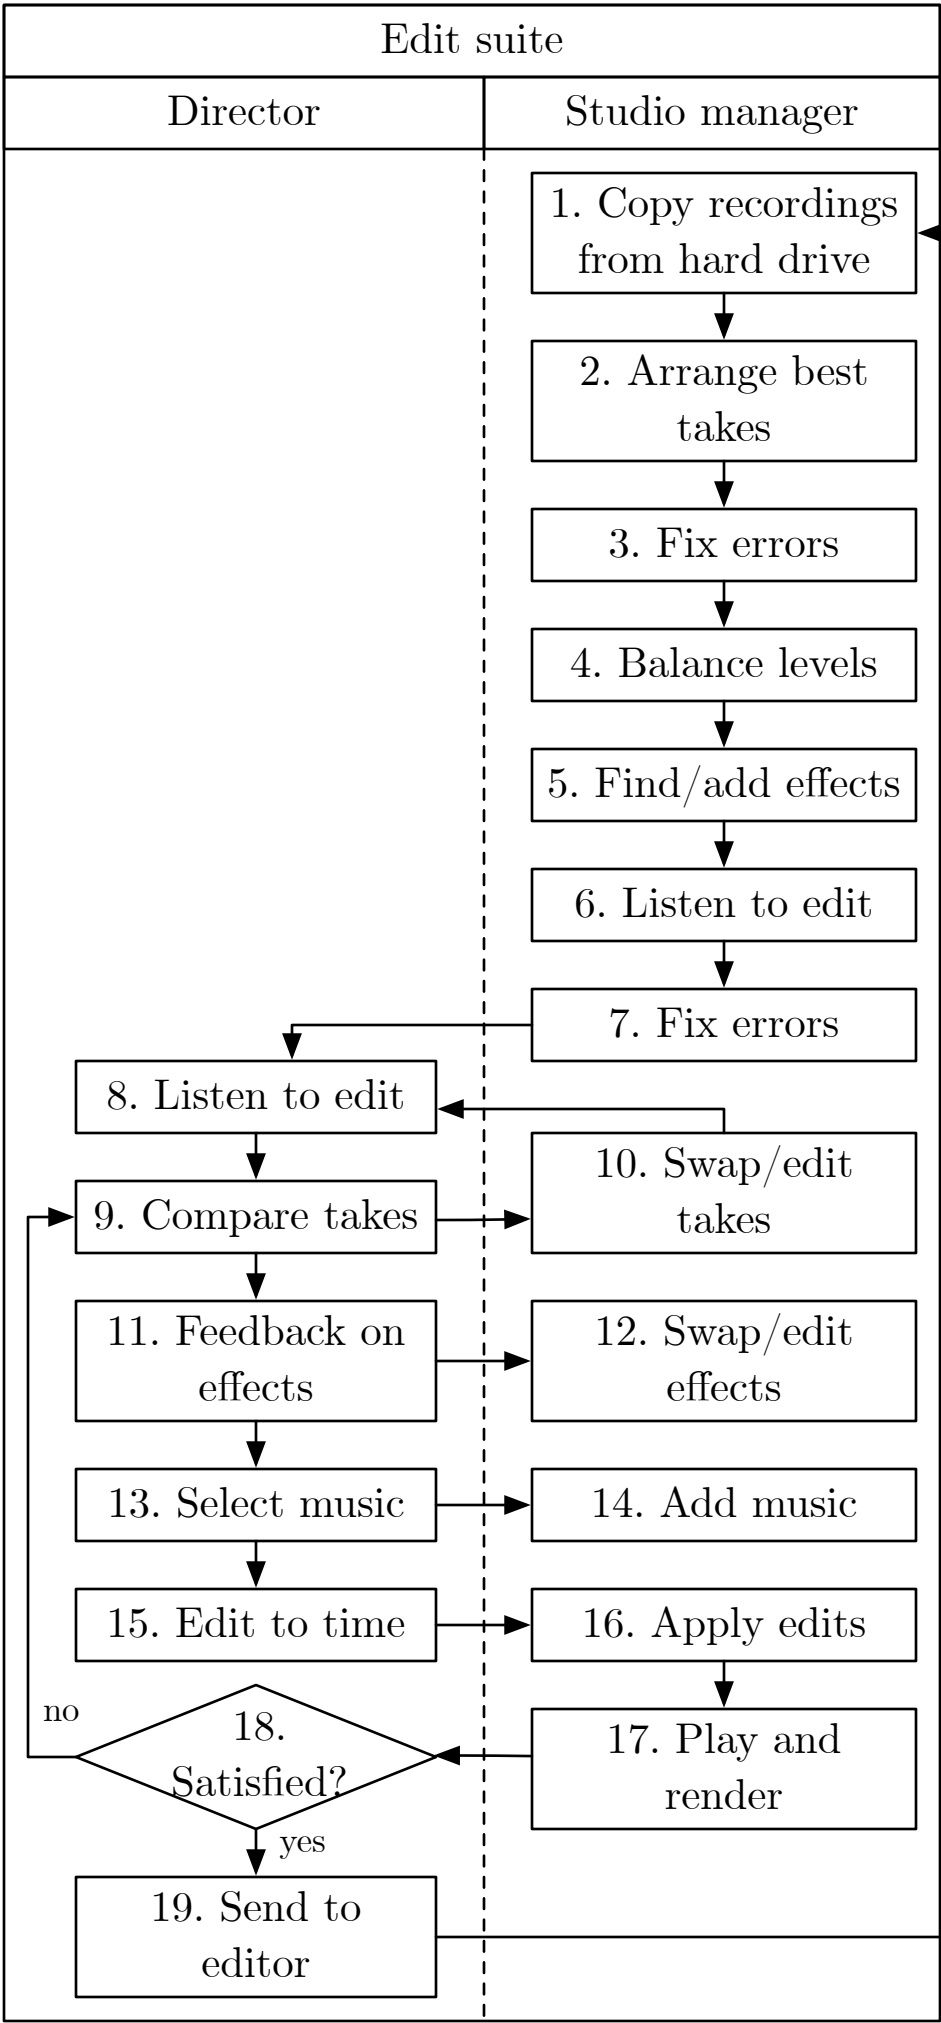 Edit suite
Director
Studio manager
1. Copy recordings
from hard drive
2. Arrange best
takes
3. Fix errors
4. Balance levels
5. Find/add effects
6. Listen to edit
7. Fix errors
8. Listen to edit
9. Compare takes
10. Swap/edit
takes
11. Feedback on
effects
12. Swap/edit
effects
13. Select music
14. Add music
15. Edit to time
16. Apply edits
17. Play and
render
18.
Satisfied?
no
yes
19. Send to
editor